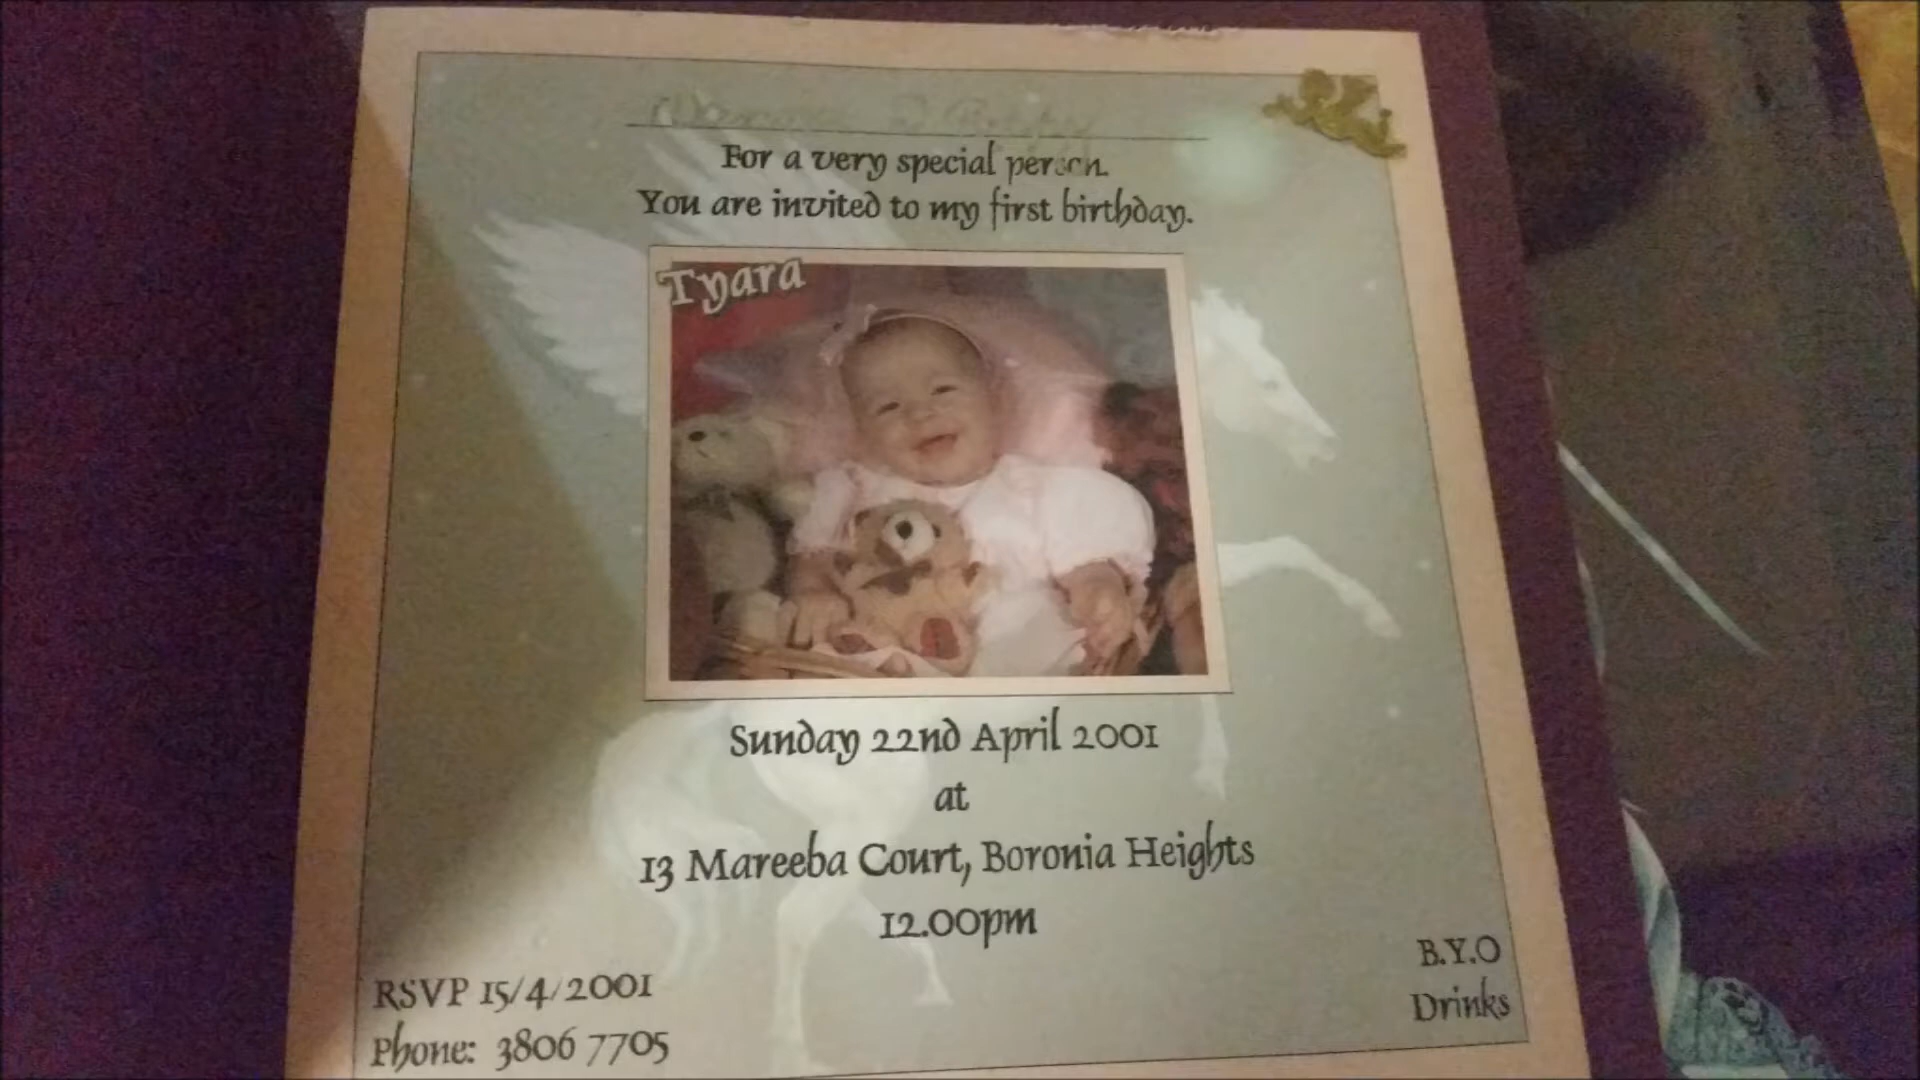 For a very special person.
You are invited to my first birthday.
Tyara
Sunday 22nd April 2001
at
13 Mareeba Court, Boronia Heights
12.00pm
RSVP 15/4/2001
Phone: 3806 7705
B.Y.O
Drinks